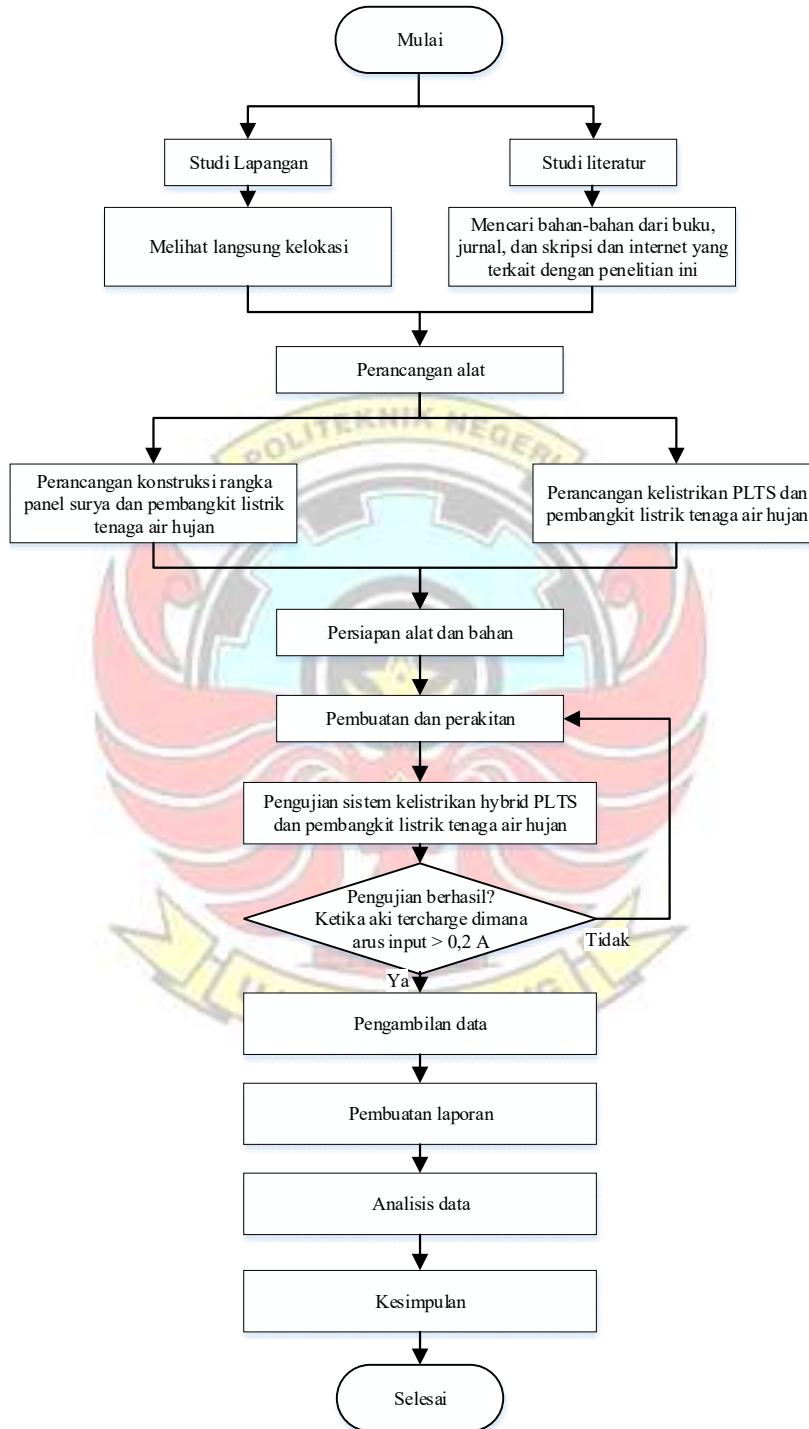 Mulai
Studi Lapangan
Studi literatur
Melihat langsung kelokasi
Mencari bahan-bahan dari buku,
jurnal, dan skripsi dan internet yang
terkait dengan penelitian ini
Perancangan alat
POLITEKNIK NEGERI
Perancangan konstruksi rangka
panel surya dan pembangkit listrik
tenaga air hujan
Perancangan kelistrikan PLTS dan
pembangkit listrik tenaga air hujan
Persiapan alat dan bahan
Pembuatan dan perakitan
Pengujian sistem kelistrikan hybrid PLTS
dan pembangkit listrik tenaga air hujan
Pengujian berhasil?
Ketika aki tercharge dimana
arus input > 0,2 A
Tidak
Ya
Pengambilan data
Pembuatan laporan
Analisis data
Kesimpulan
Selesai